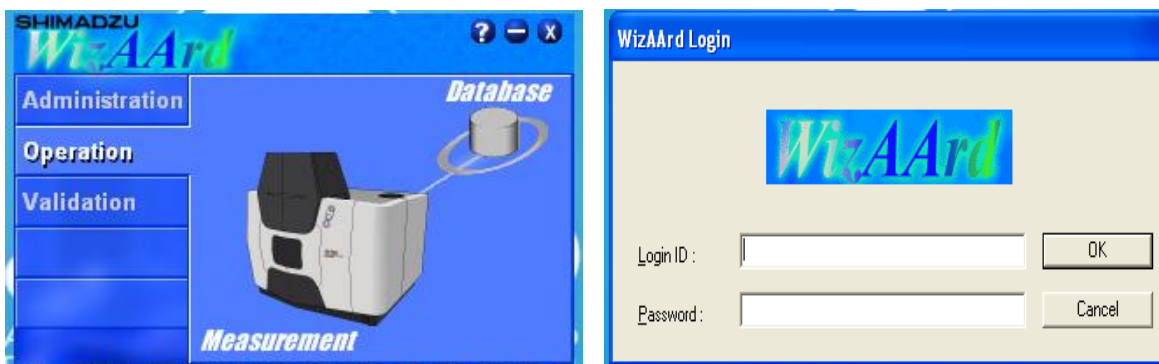 SHIMADZU
WizAArd
Administration
Operation
Validation
Database
Measurement
WizAArd Login
WizAArd
Login ID :
OK
Password :
Cancel